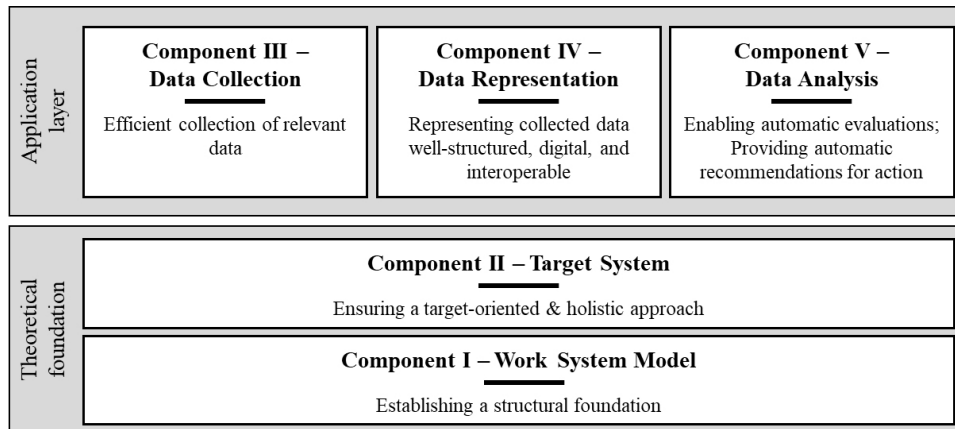 Application
layer
Component III –
Data Collection
Efficient collection of relevant
data
Component IV –
Data Representation
Representing collected data
well-structured, digital, and
interoperable
Component V –
Data Analysis
Enabling automatic evaluations;
Providing automatic
recommendations for action
Theoretical
foundation
Component II – Target System
Ensuring a target-oriented & holistic approach
Component I – Work System Model
Establishing a structural foundation